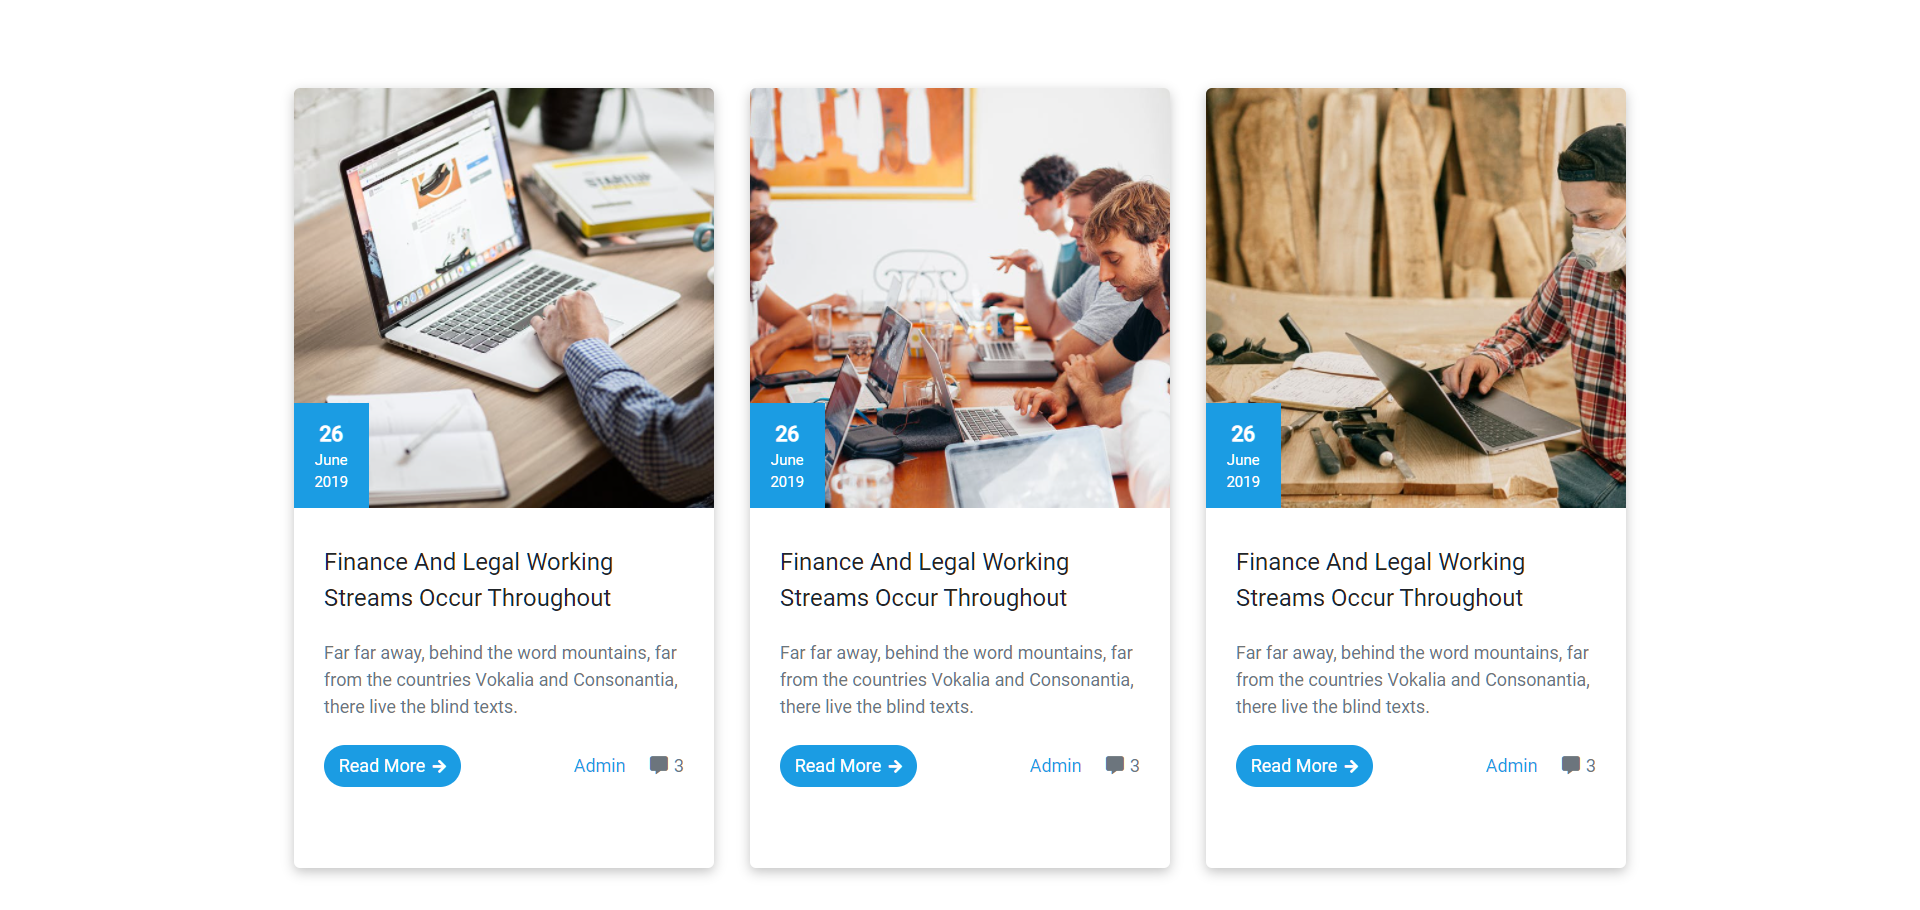 STARTUP
26
June
2019
Finance And Legal Working
Streams Occur Throughout
Far far away, behind the word mountains, far
from the countries Vokalia and Consonantia,
there live the blind texts.
Read More
Admin
3
26
June
2019
Finance And Legal Working
Streams Occur Throughout
Far far away, behind the word mountains, far
from the countries Vokalia and Consonantia,
there live the blind texts.
Read More
Admin
3
26
June
2019
Finance And Legal Working
Streams Occur Throughout
Far far away, behind the word mountains, far
from the countries Vokalia and Consonantia,
there live the blind texts.
Read More
Admin
3